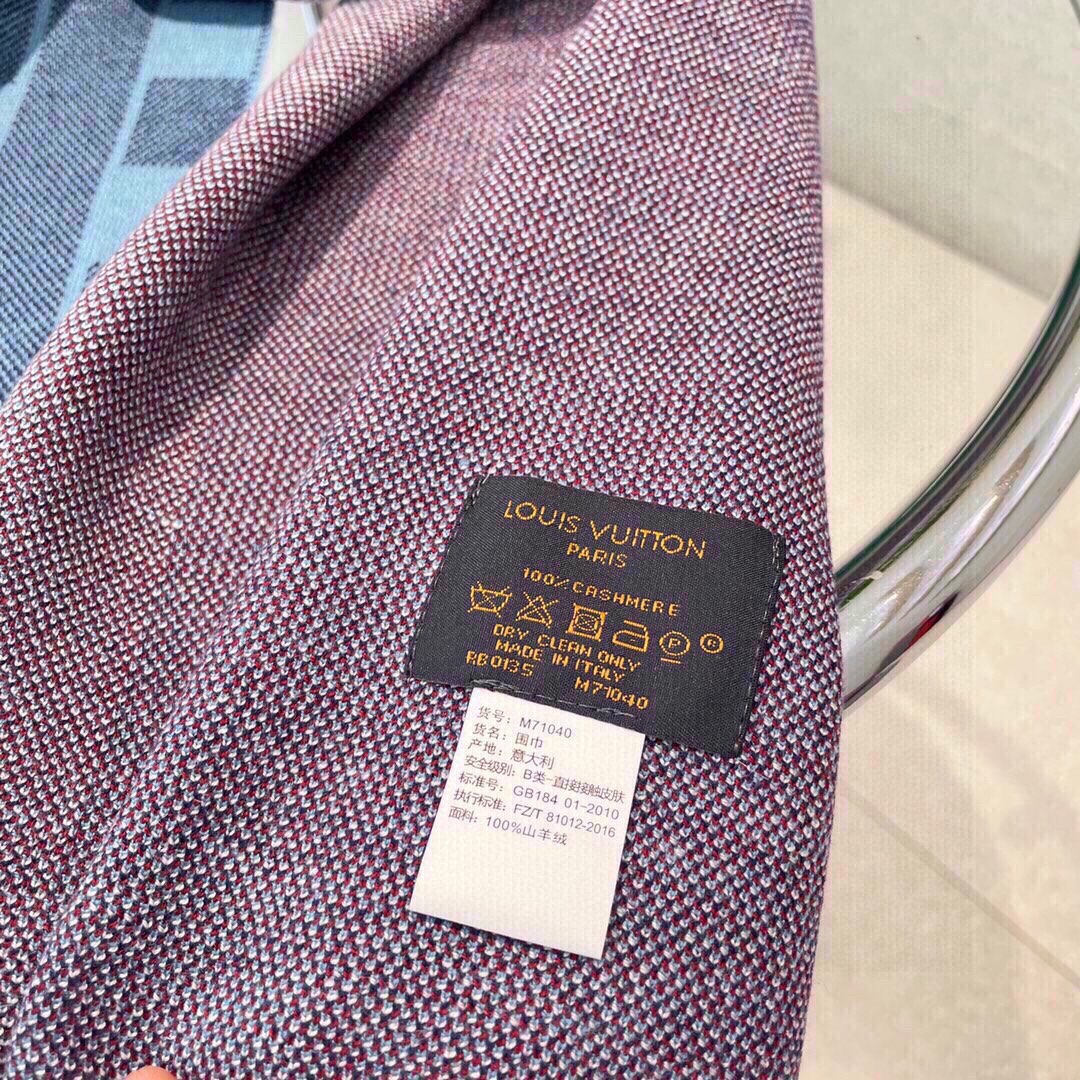 LOUIS VUITTON
PARIS
100% CASHMERE
P G
DRY CLEAN ONLY
MADE IN ITALY
RB0135 M71040
货号: M71040
货名: 围巾
产地: 意大利
安全级别: B类-直接接触皮肤
标准号: GB184 01-2010
执行标准: FZ/T 81012-2016
面料: 100%山羊绒